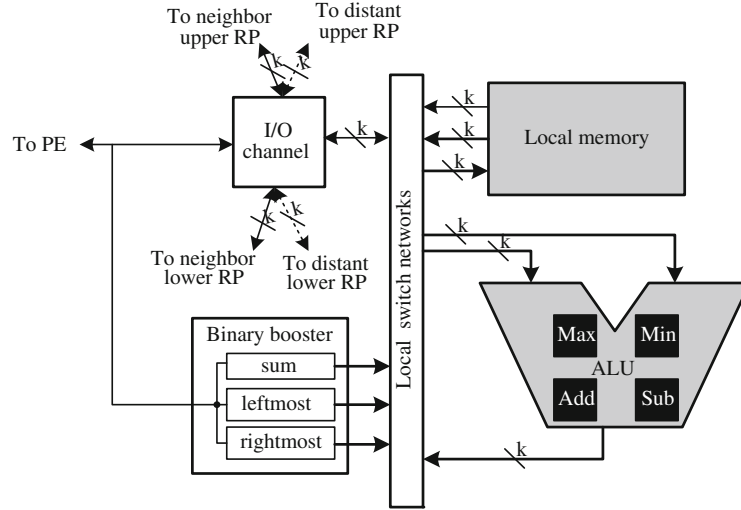 To neighbor
upper RP
To distant
upper RP
k
k
I/O
channel
To PE
k
k
k
To neighbor
lower RP
To distant
lower RP
Local switch networks
k
k
k
Local memory
k
k
Max
Min
ALU
Add
Sub
k
Binary booster
sum
leftmost
rightmost